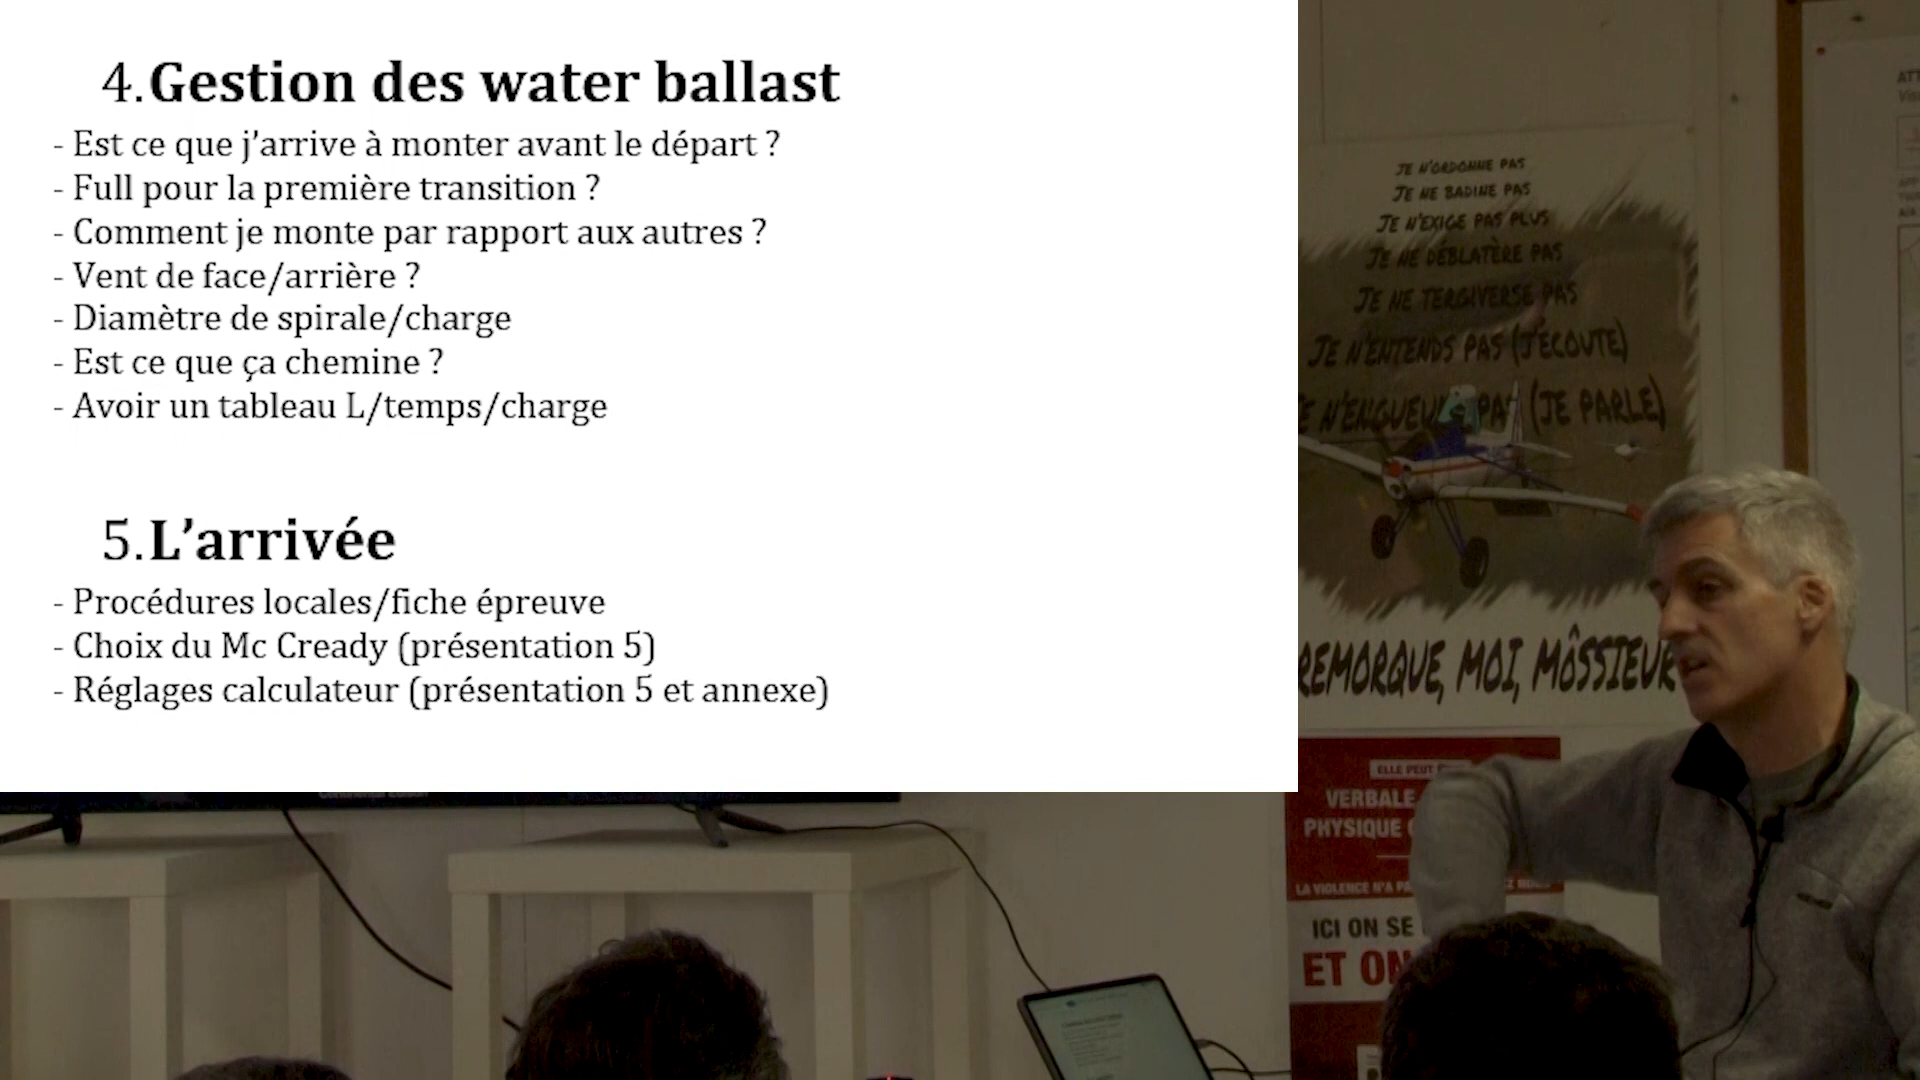 4.Gestion des water ballast
- Est ce que j’arrive à monter avant le départ ?
- Full pour la première transition ?
- Comment je monte par rapport aux autres ?
- Vent de face/arrière ?
- Diamètre de spirale/charge
- Est ce que ça chemine ?
- Avoir un tableau L/temps/charge
5.L’arrivée
- Procédures locales/fiche épreuve
- Choix du Mc Cready (présentation 5)
- Réglages calculateur (présentation 5 et annexe)
JE N'ORDONNE PAS
JE NE BADINE PAS
JE N'EXIGE PAS PLUS
JE NE DÉBLATÈRE PAS
JE NE TERGIVERSE PAS
JE N'ENTENDS PAS (J'ÉCOUTE)
PAS (JE PARLE)
REMORQUE, MOI, MÔSSIEUR
ELLE PEUT
VERBALE
PHYSIQUE
LA VIOLENCE N'A
ICI ON SE
ET ON